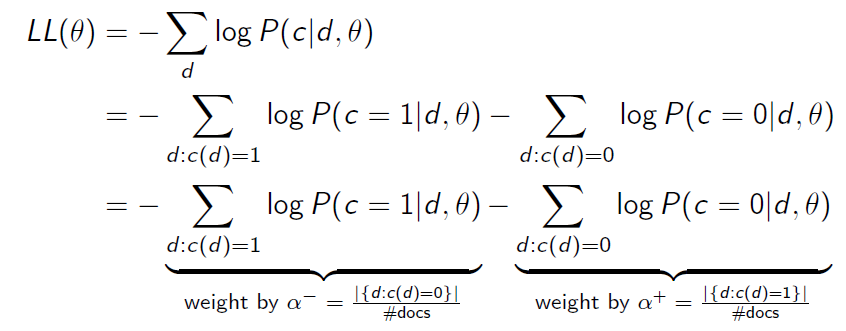 LL(θ) = − ∑_d log P(c|d, θ)
= − ∑_{d:c(d)=1} log P(c = 1|d, θ) − ∑_{d:c(d)=0} log P(c = 0|d, θ)
= − ∑_{d:c(d)=1} log P(c = 1|d, θ) − ∑_{d:c(d)=0} log P(c = 0|d, θ)
weight by α⁻ = |{d:c(d)=0}| / #docs weight by α⁺ = |{d:c(d)=1}| / #docs